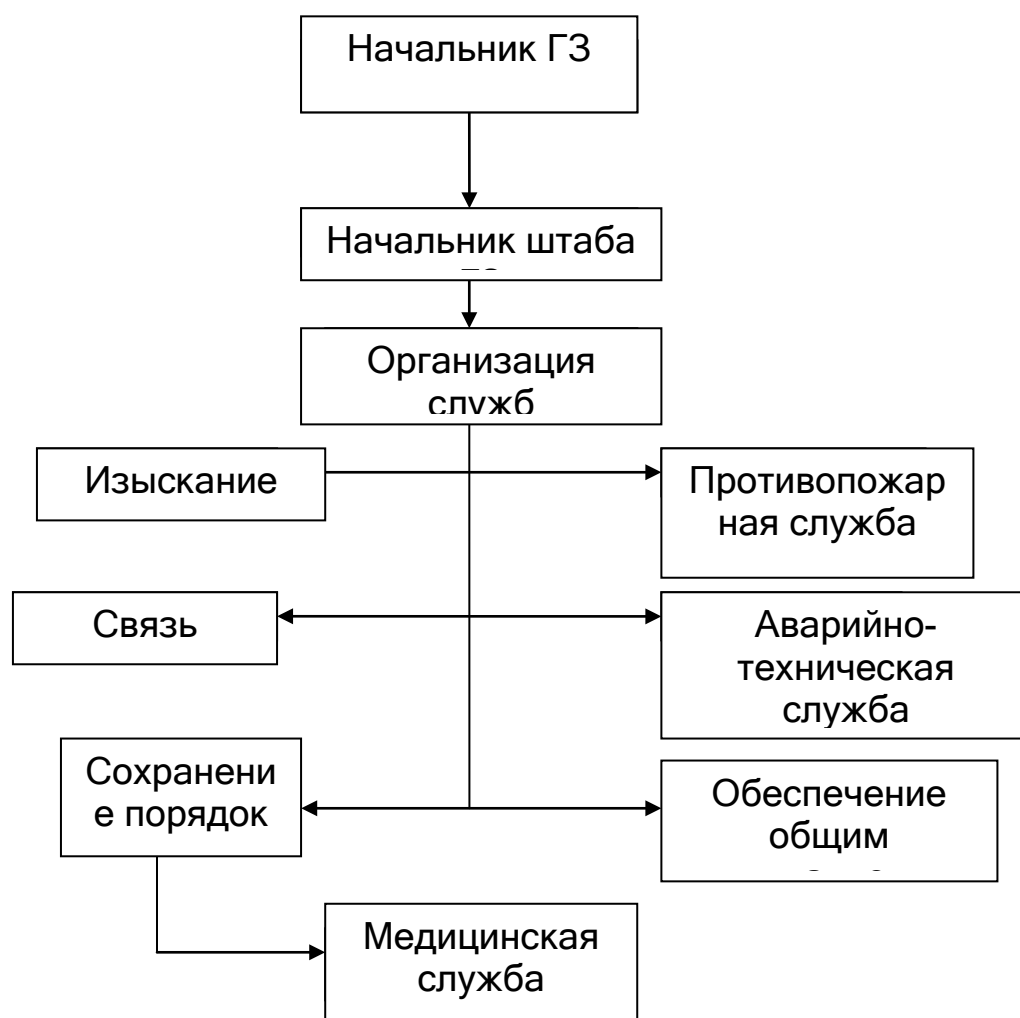 Начальник ГЗ
Начальник штаба
Организация
служб
Изыскание
Противопожар
ная служба
Связь
Аварийно-
техническая
служба
Сохранени
е порядок
Обеспечение
общим
Медицинская
служба